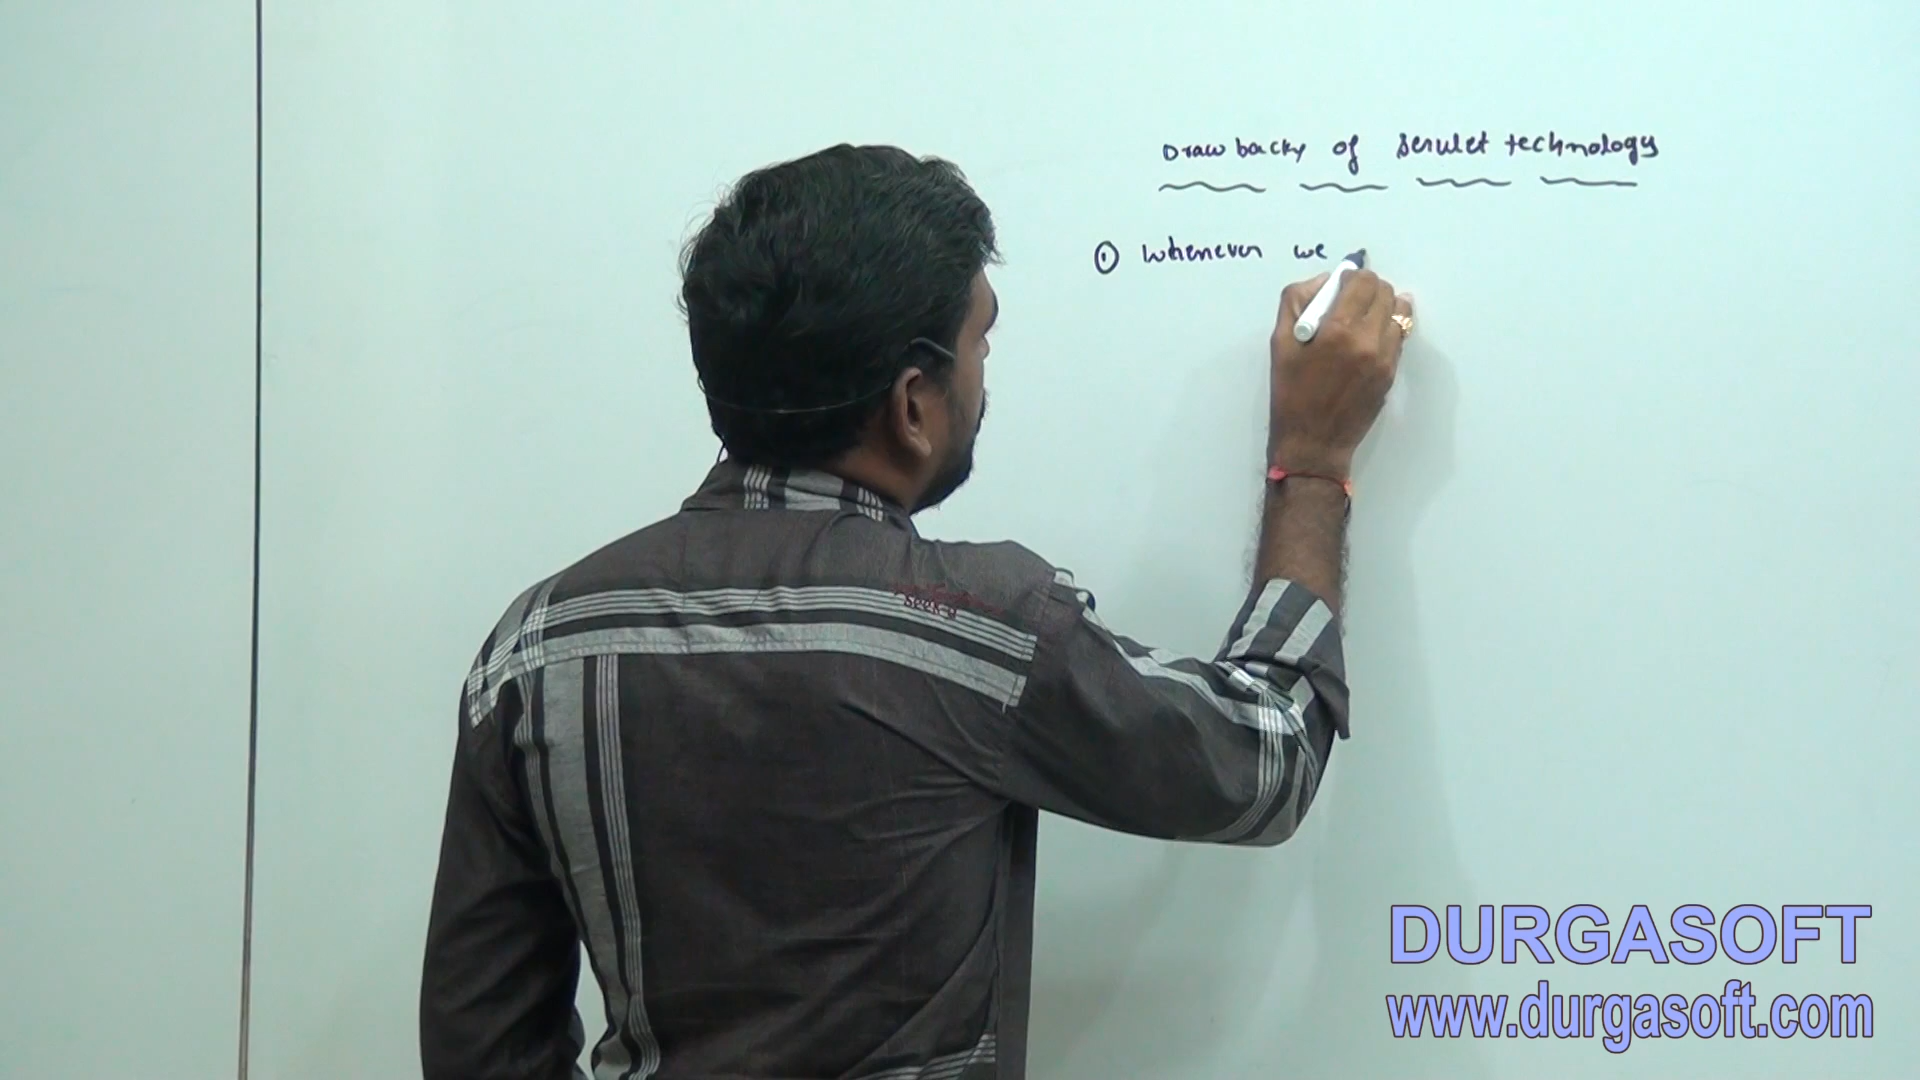 Drawbacks of servlet technology
① whenever we
DURGASOFT
www.durgasoft.com